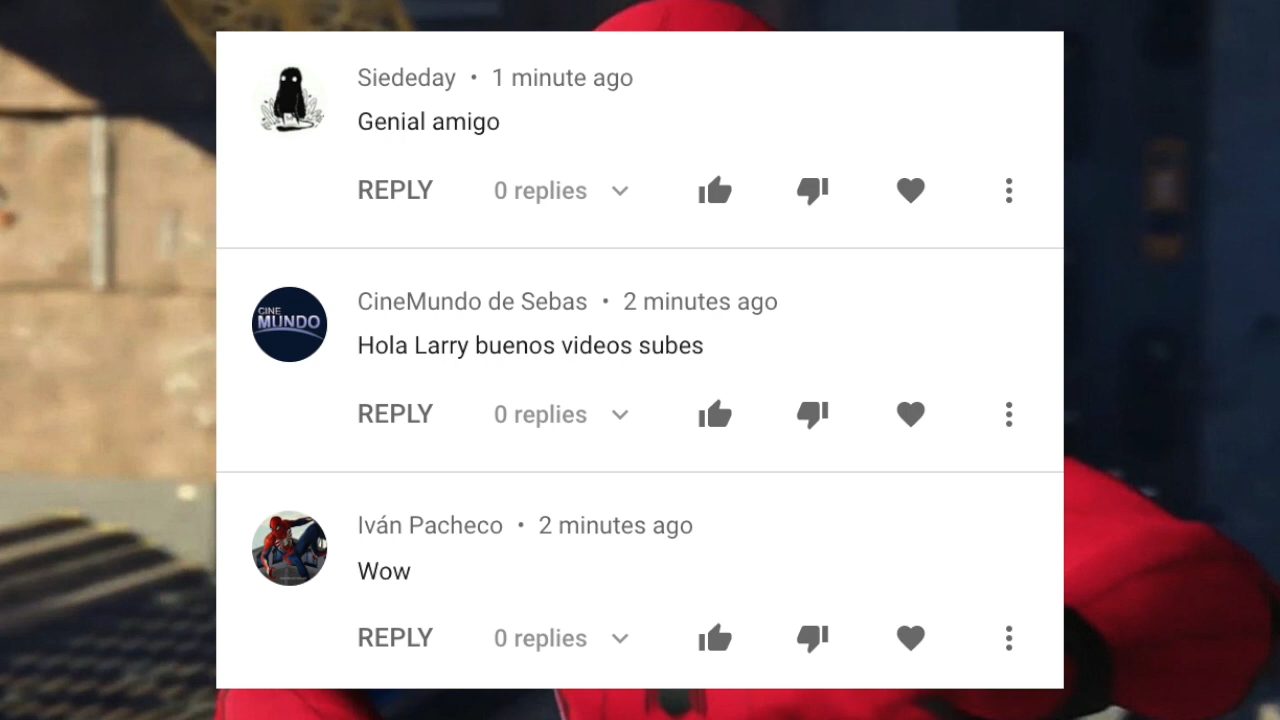 Siededay • 1 minute ago
Genial amigo
REPLY 0 replies
CINE
MUNDO
CineMundo de Sebas • 2 minutes ago
Hola Larry buenos videos subes
REPLY 0 replies
Iván Pacheco • 2 minutes ago
Wow
REPLY 0 replies